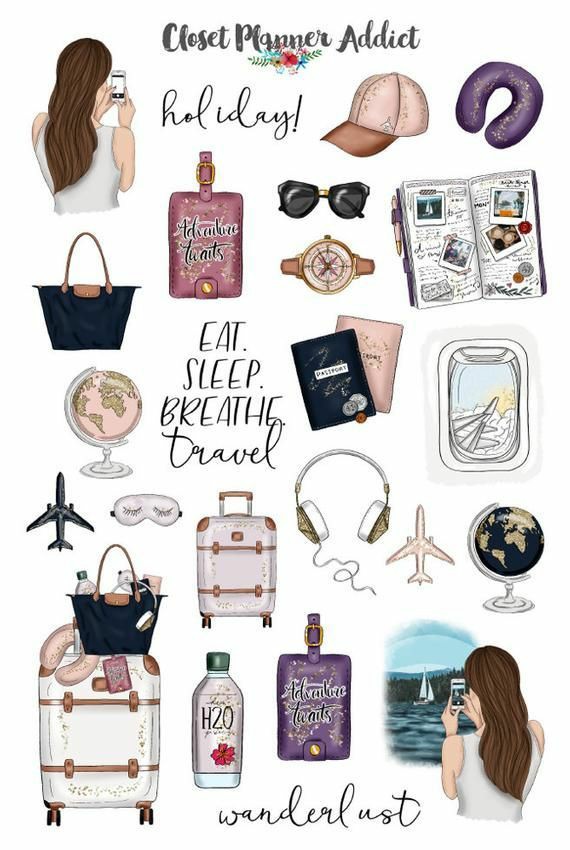 Closet Planner Addict
holiday!
Adventure
Awaits
EAT.
SLEEP.
BREATHE.
travel
PASSPORT
H2O
Adventure
Awaits
wanderlust